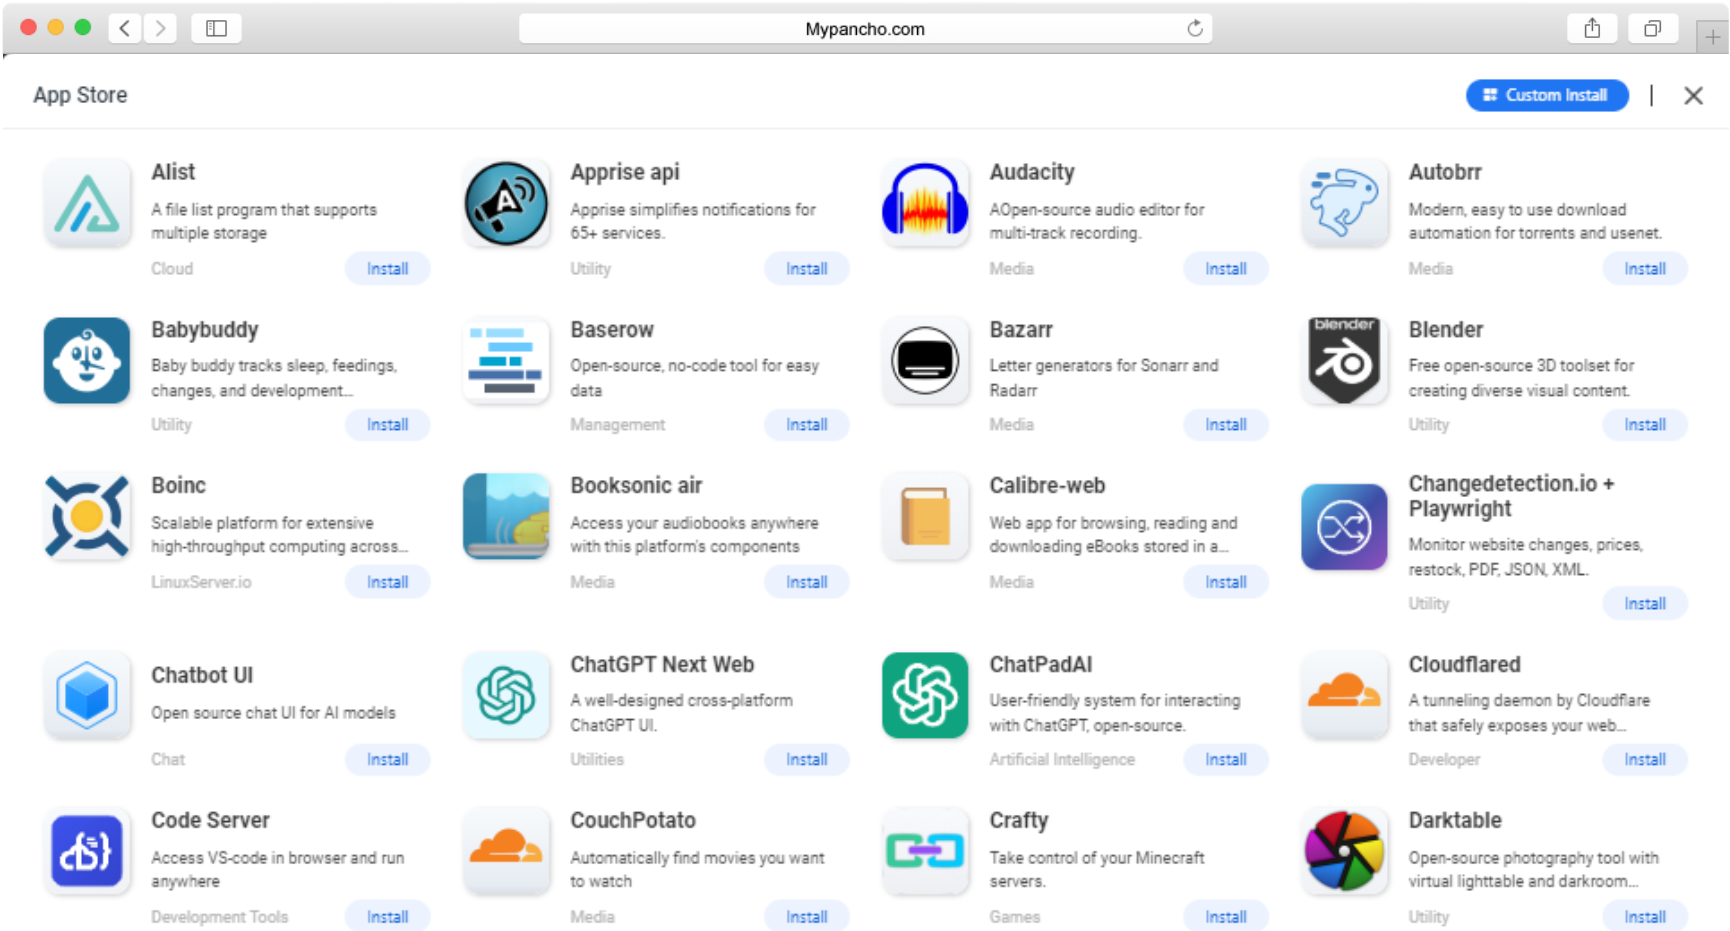 Mypancho.com
App Store
Custom Install
Alist
A file list program that supports
multiple storage
Cloud
Install
Apprise api
Apprise simplifies notifications for
65+ services.
Utility
Install
Audacity
AOpen-source audio editor for
multi-track recording.
Media
Install
Autobrr
Modern, easy to use download
automation for torrents and usenet.
Media
Install
Babybuddy
Baby buddy tracks sleep, feedings,
changes, and development...
Utility
Install
Baserow
Open-source, no-code tool for easy
data
Management
Install
Bazarr
Letter generators for Sonarr and
Radarr
Media
Install
blender
Blender
Free open-source 3D toolset for
creating diverse visual content.
Utility
Install
Boinc
Scalable platform for extensive
high-throughput computing across...
LinuxServer.io
Install
Booksonic air
Access your audiobooks anywhere
with this platform's components
Media
Install
Calibre-web
Web app for browsing, reading and
downloading eBooks stored in a...
Media
Install
Changedetection.io +
Playwright
Monitor website changes, prices,
restock, PDF, JSON, XML.
Utility
Install
Chatbot UI
Open source chat UI for AI models
Chat
Install
ChatGPT Next Web
A well-designed cross-platform
ChatGPT UI.
Utilities
Install
ChatPadAI
User-friendly system for interacting
with ChatGPT, open-source.
Artificial Intelligence
Install
Cloudflared
A tunneling daemon by Cloudflare
that safely exposes your web...
Developer
Install
Code Server
Access VS-code in browser and run
anywhere
Development Tools
Install
CouchPotato
Automatically find movies you want
to watch
Media
Install
Crafty
Take control of your Minecraft
servers.
Games
Install
Darktable
Open-source photography tool with
virtual lighttable and darkroom...
Utility
Install